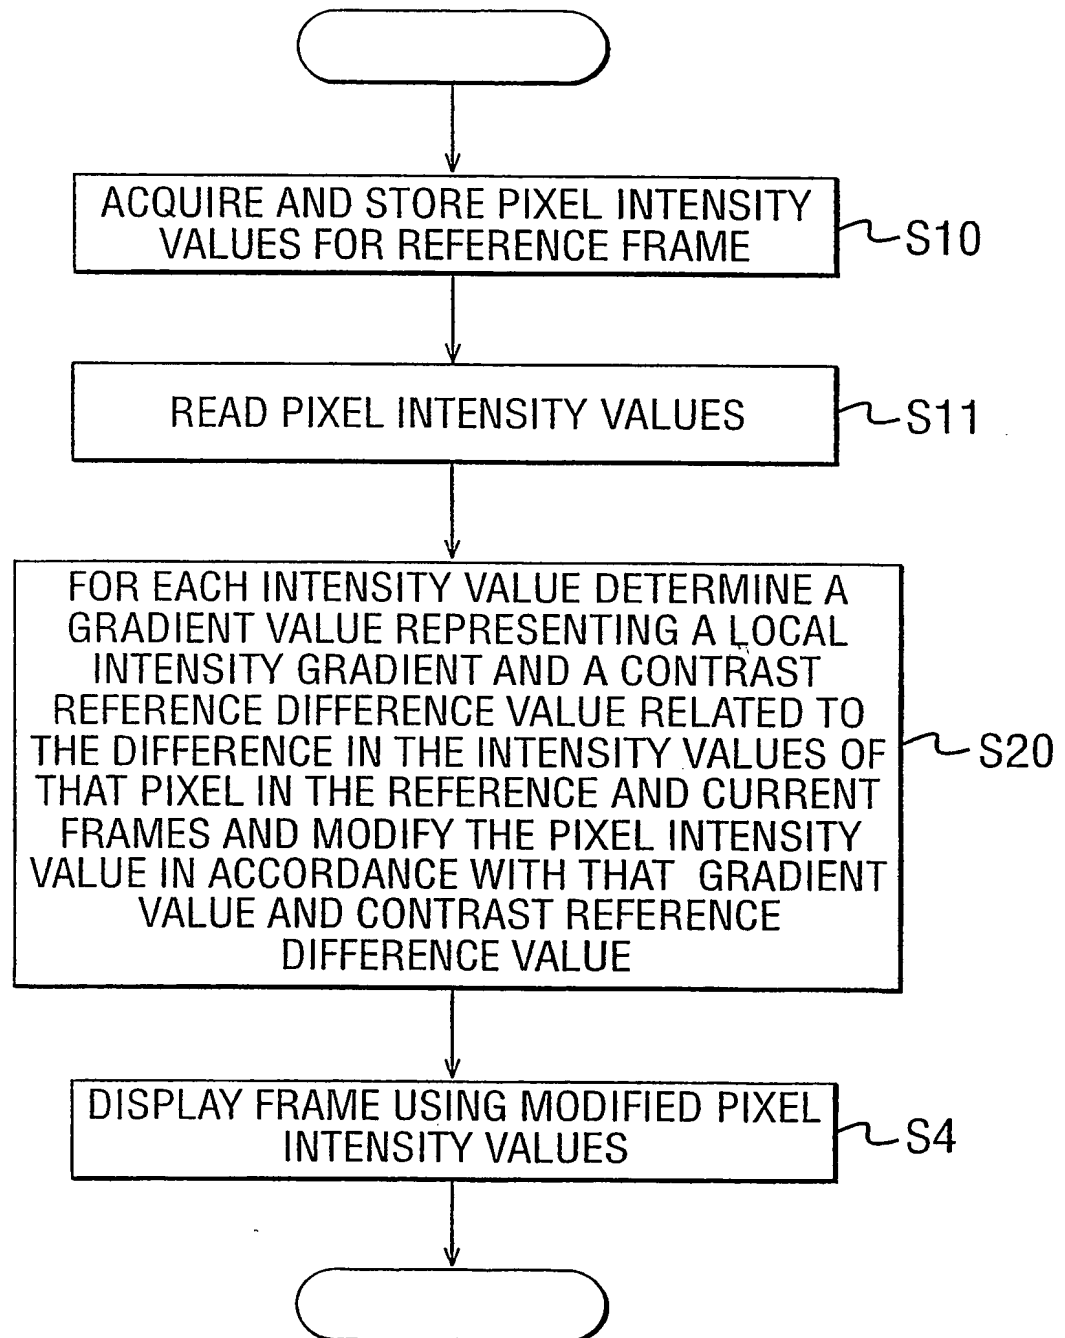 ACQUIRE AND STORE PIXEL INTENSITY
VALUES FOR REFERENCE FRAME
S10
READ PIXEL INTENSITY VALUES
S11
FOR EACH INTENSITY VALUE DETERMINE A
GRADIENT VALUE REPRESENTING A LOCAL
INTENSITY GRADIENT AND A CONTRAST
REFERENCE DIFFERENCE VALUE RELATED TO
THE DIFFERENCE IN THE INTENSITY VALUES OF
THAT PIXEL IN THE REFERENCE AND CURRENT
FRAMES AND MODIFY THE PIXEL INTENSITY
VALUE IN ACCORDANCE WITH THAT GRADIENT
VALUE AND CONTRAST REFERENCE
DIFFERENCE VALUE
S20
DISPLAY FRAME USING MODIFIED PIXEL
INTENSITY VALUES
S4